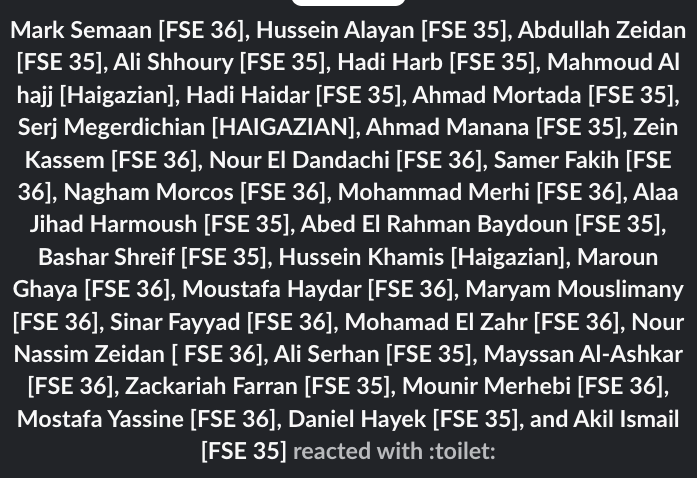 Mark Semaan [FSE 36], Hussein Alayan [FSE 35], Abdullah Zeidan
[FSE 35], Ali Shhoury [FSE 35], Hadi Harb [FSE 35], Mahmoud Al
hajj [Haigazian], Hadi Haidar [FSE 35], Ahmad Mortada [FSE 35],
Serj Megerdichian [HAIGAZIAN], Ahmad Manana [FSE 35], Zein
Kassem [FSE 36], Nour El Dandachi [FSE 36], Samer Fakih [FSE
36], Nagham Morcos [FSE 36], Mohammad Merhi [FSE 36], Alaa
Jihad Harmoush [FSE 35], Abed El Rahman Baydoun [FSE 35],
Bashar Shreif [FSE 35], Hussein Khamis [Haigazian], Maroun
Ghaya [FSE 36], Moustafa Haydar [FSE 36], Maryam Mouslimany
[FSE 36], Sinar Fayyad [FSE 36], Mohamad El Zahr [FSE 36], Nour
Nassim Zeidan [ FSE 36], Ali Serhan [FSE 35], Mayssan Al-Ashkar
[FSE 36], Zackariah Farran [FSE 35], Mounir Merhebi [FSE 36],
Mostafa Yassine [FSE 36], Daniel Hayek [FSE 35], and Akil Ismail
[FSE 35] reacted with :toilet: